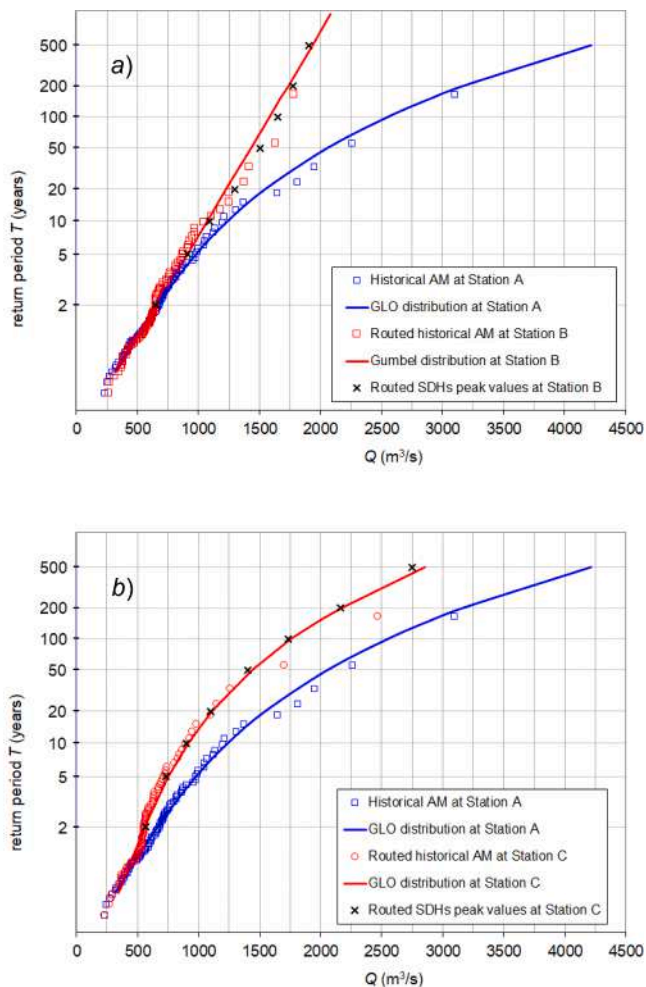 a)
500
200
100
50
20
10
5
2
return period T (years)
Historical AM at Station A
GLO distribution at Station A
Routed historical AM at Station B
Gumbel distribution at Station B
Routed SDHs peak values at Station B
0 500 1000 1500 2000 2500 3000 3500 4000 4500
Q (m³/s)
b)
500
200
100
50
20
10
5
2
return period T (years)
Historical AM at Station A
GLO distribution at Station A
Routed historical AM at Station C
GLO distribution at Station C
Routed SDHs peak values at Station C
0 500 1000 1500 2000 2500 3000 3500 4000 4500
Q (m³/s)